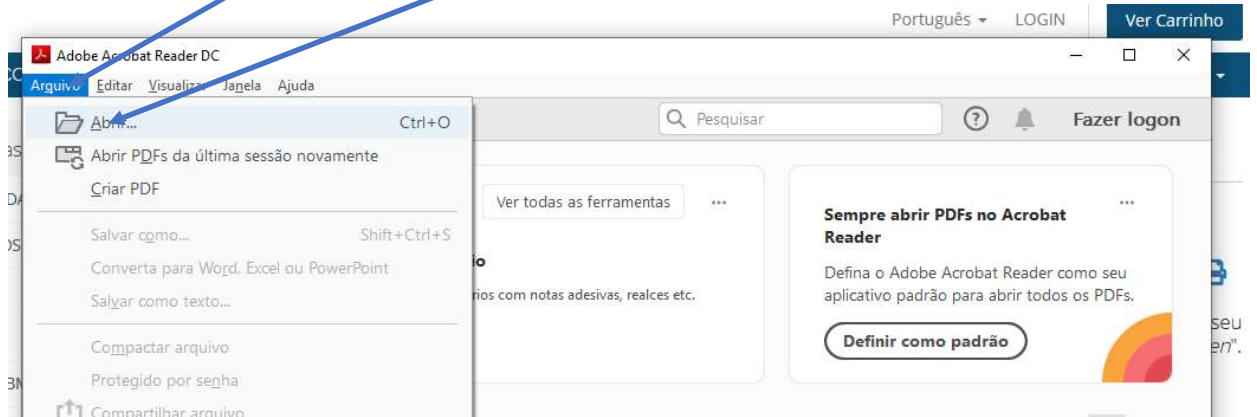 Português LOGIN Ver Carrinho
Adobe Acrobat Reader DC
Arquivo Editar Visualizar Janela Ajuda
Abrir... Ctrl+O
Pesquisar
Fazer logon
Abrir PDFs da última sessão novamente
Criar PDF
Salvar como... Shift+Ctrl+S
Converta para Word, Excel ou PowerPoint
Salvar como texto...
Compactar arquivo
Protegido por senha
Compartilhar arquivo
Ver todas as ferramentas ...
io
rios com notas adesivas, realces etc.
...
Sempre abrir PDFs no Acrobat
Reader
Defina o Adobe Acrobat Reader como seu
aplicativo padrão para abrir todos os PDFs.
Definir como padrão
seu
en".